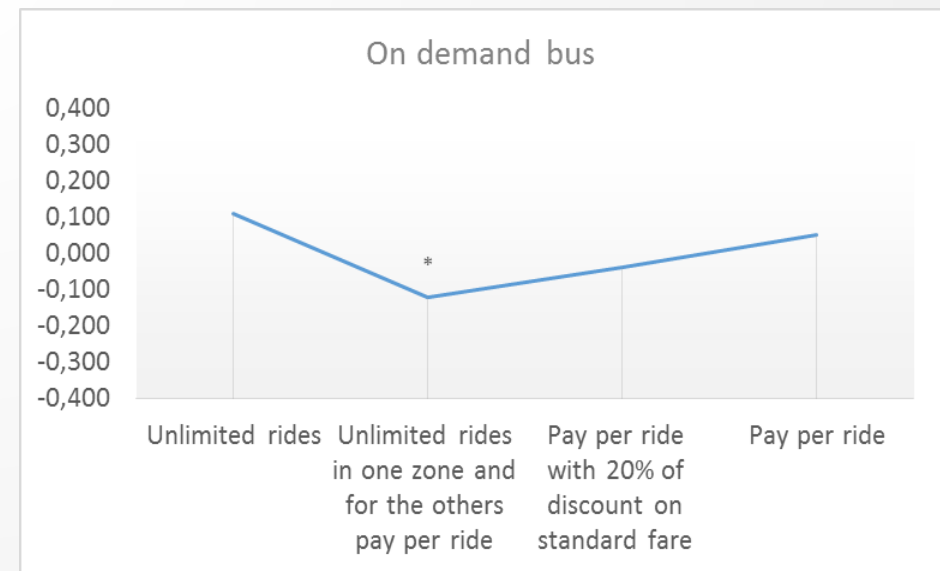 On demand bus
0,400
0,300
0,200
0,100
0,000
-0,100
-0,200
-0,300
-0,400
*
Unlimited rides
Unlimited rides
in one zone and
for the others
pay per ride
Pay per ride
with 20% of
discount on
standard fare
Pay per ride